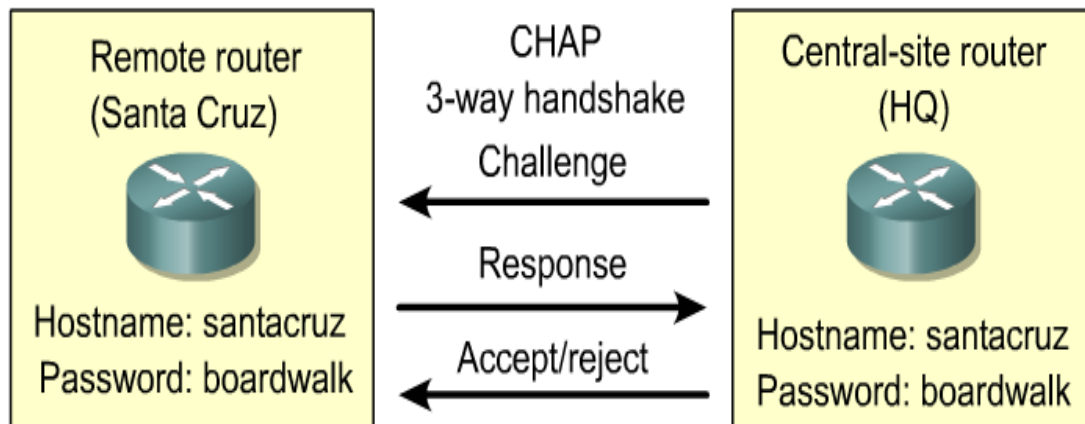 Remote router
(Santa Cruz)
Hostname: santacruz
Password: boardwalk
CHAP
3-way handshake
Challenge
Response
Accept/reject
Central-site router
(HQ)
Hostname: santacruz
Password: boardwalk